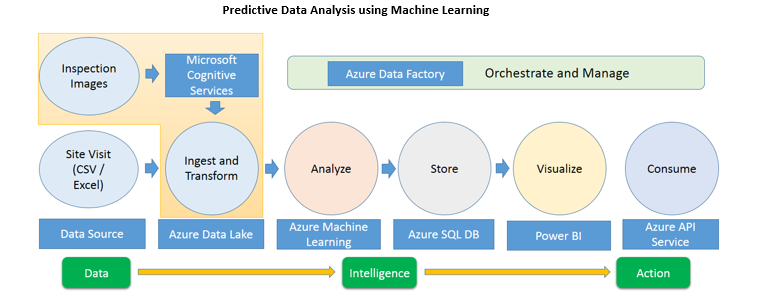 Predictive Data Analysis using Machine Learning
Inspection
Images
Microsoft
Cognitive
Services
Azure Data Factory
Orchestrate and Manage
Site Visit
(CSV /
Excel)
Ingest and
Transform
Analyze
Store
Visualize
Consume
Data Source
Azure Data Lake
Azure Machine
Learning
Azure SQL DB
Power BI
Azure API
Service
Data
Intelligence
Action